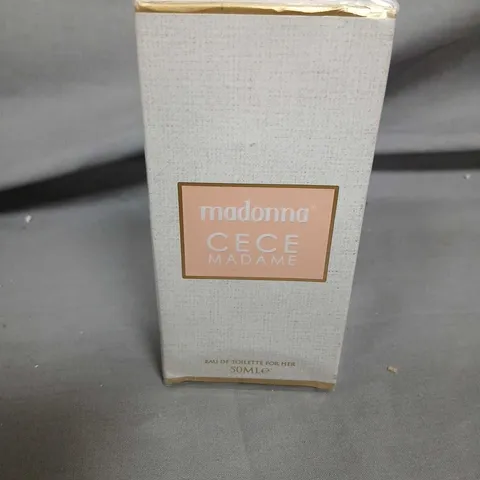 madonna
CECE
MADAME
EAU DE TOILETTE FOR HER
50ML℮